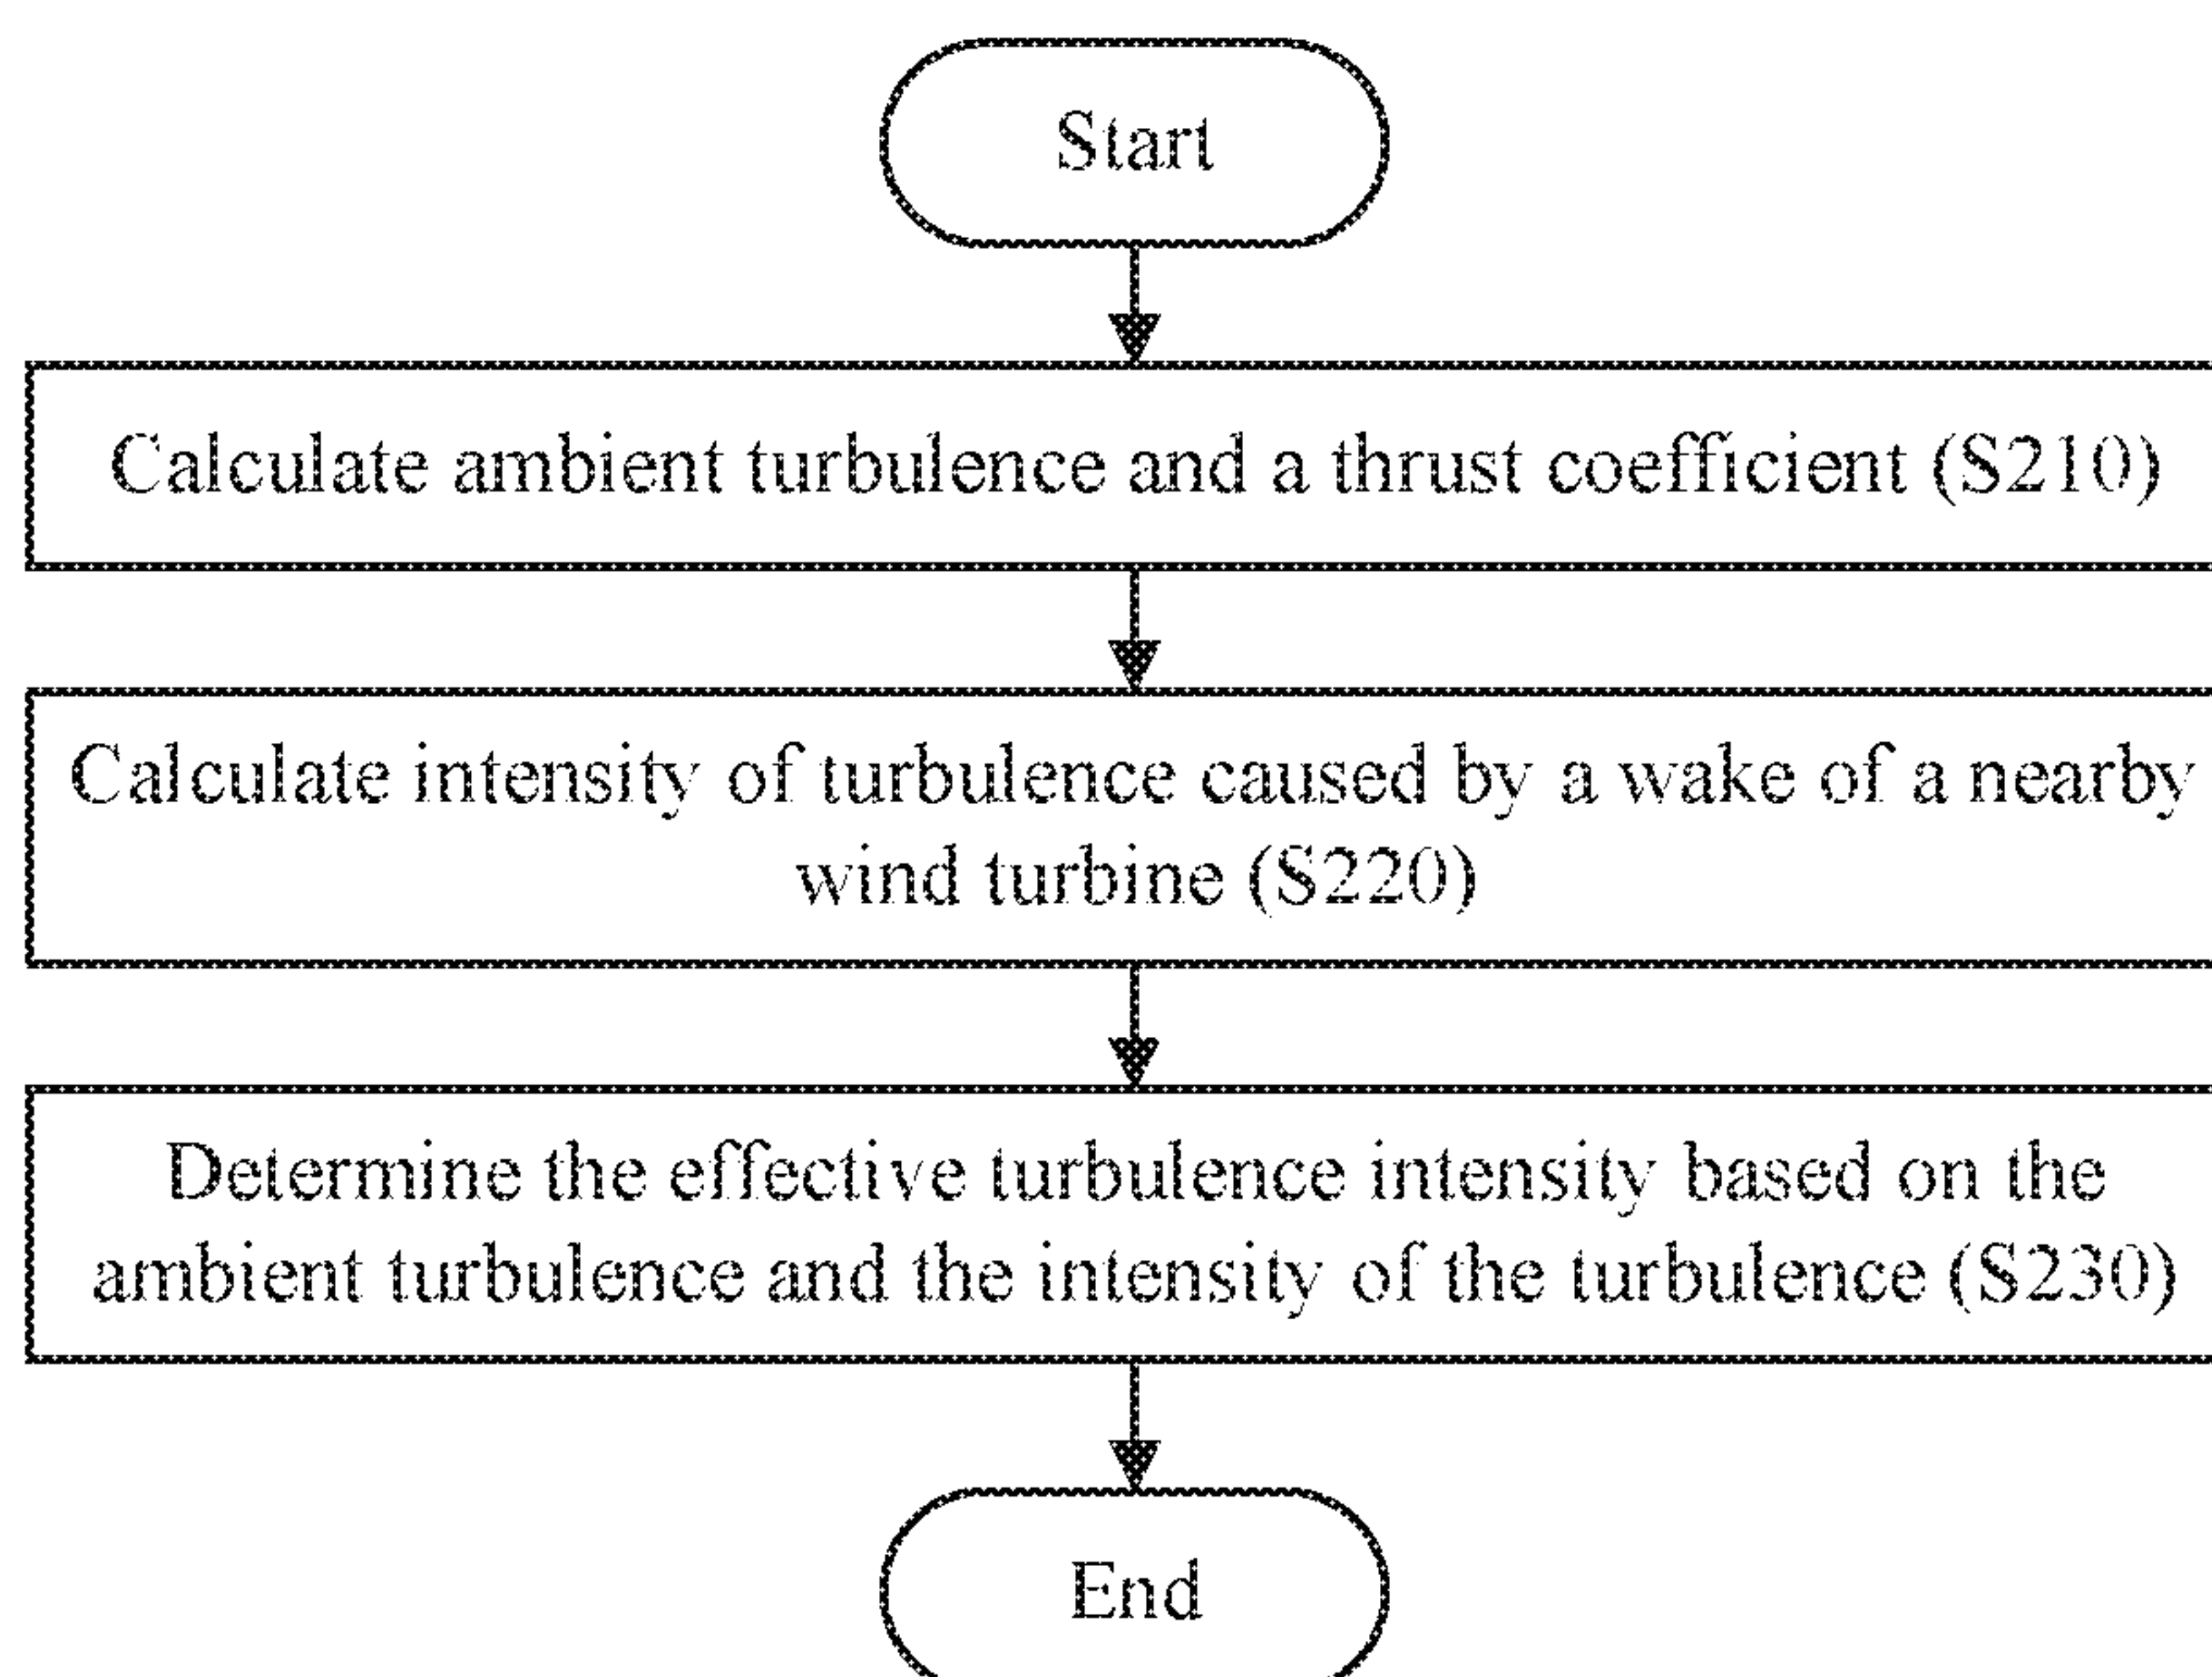 Start
Calculate ambient turbulence and a thrust coefficient (S210)
Calculate intensity of turbulence caused by a wake of a nearby
wind turbine (S220)
Determine the effective turbulence intensity based on the
ambient turbulence and the intensity of the turbulence (S230)
End